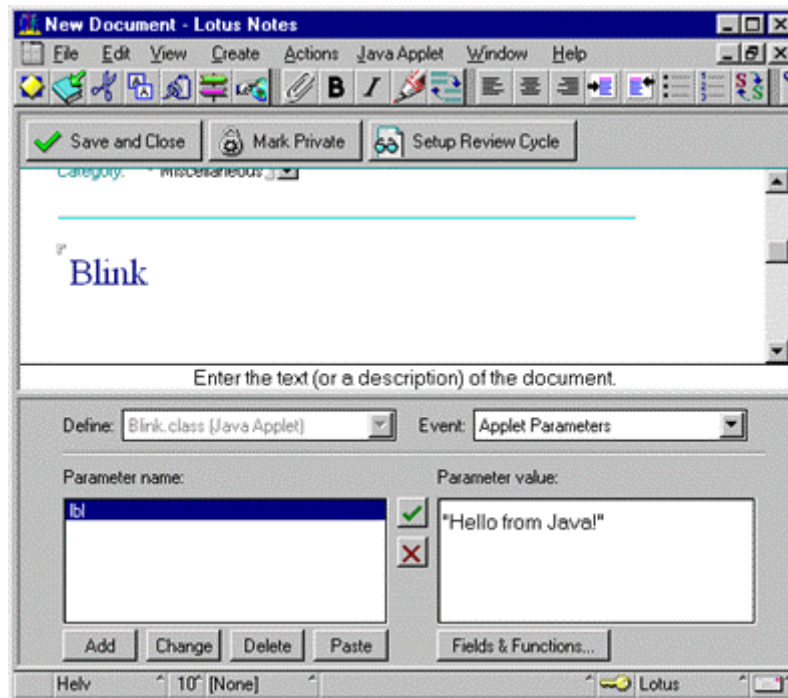 New Document - Lotus Notes
File Edit View Create Actions Java Applet Window Help
B I
Save and Close Mark Private Setup Review Cycle
Category: Miscellaneous
Blink
Enter the text (or a description) of the document.
Define: Blink.class (Java Applet) Event: Applet Parameters
Parameter name: Parameter value:
lbl
"Hello from Java!"
Add Change Delete Paste Fields & Functions...
Helv 10 [None] Lotus